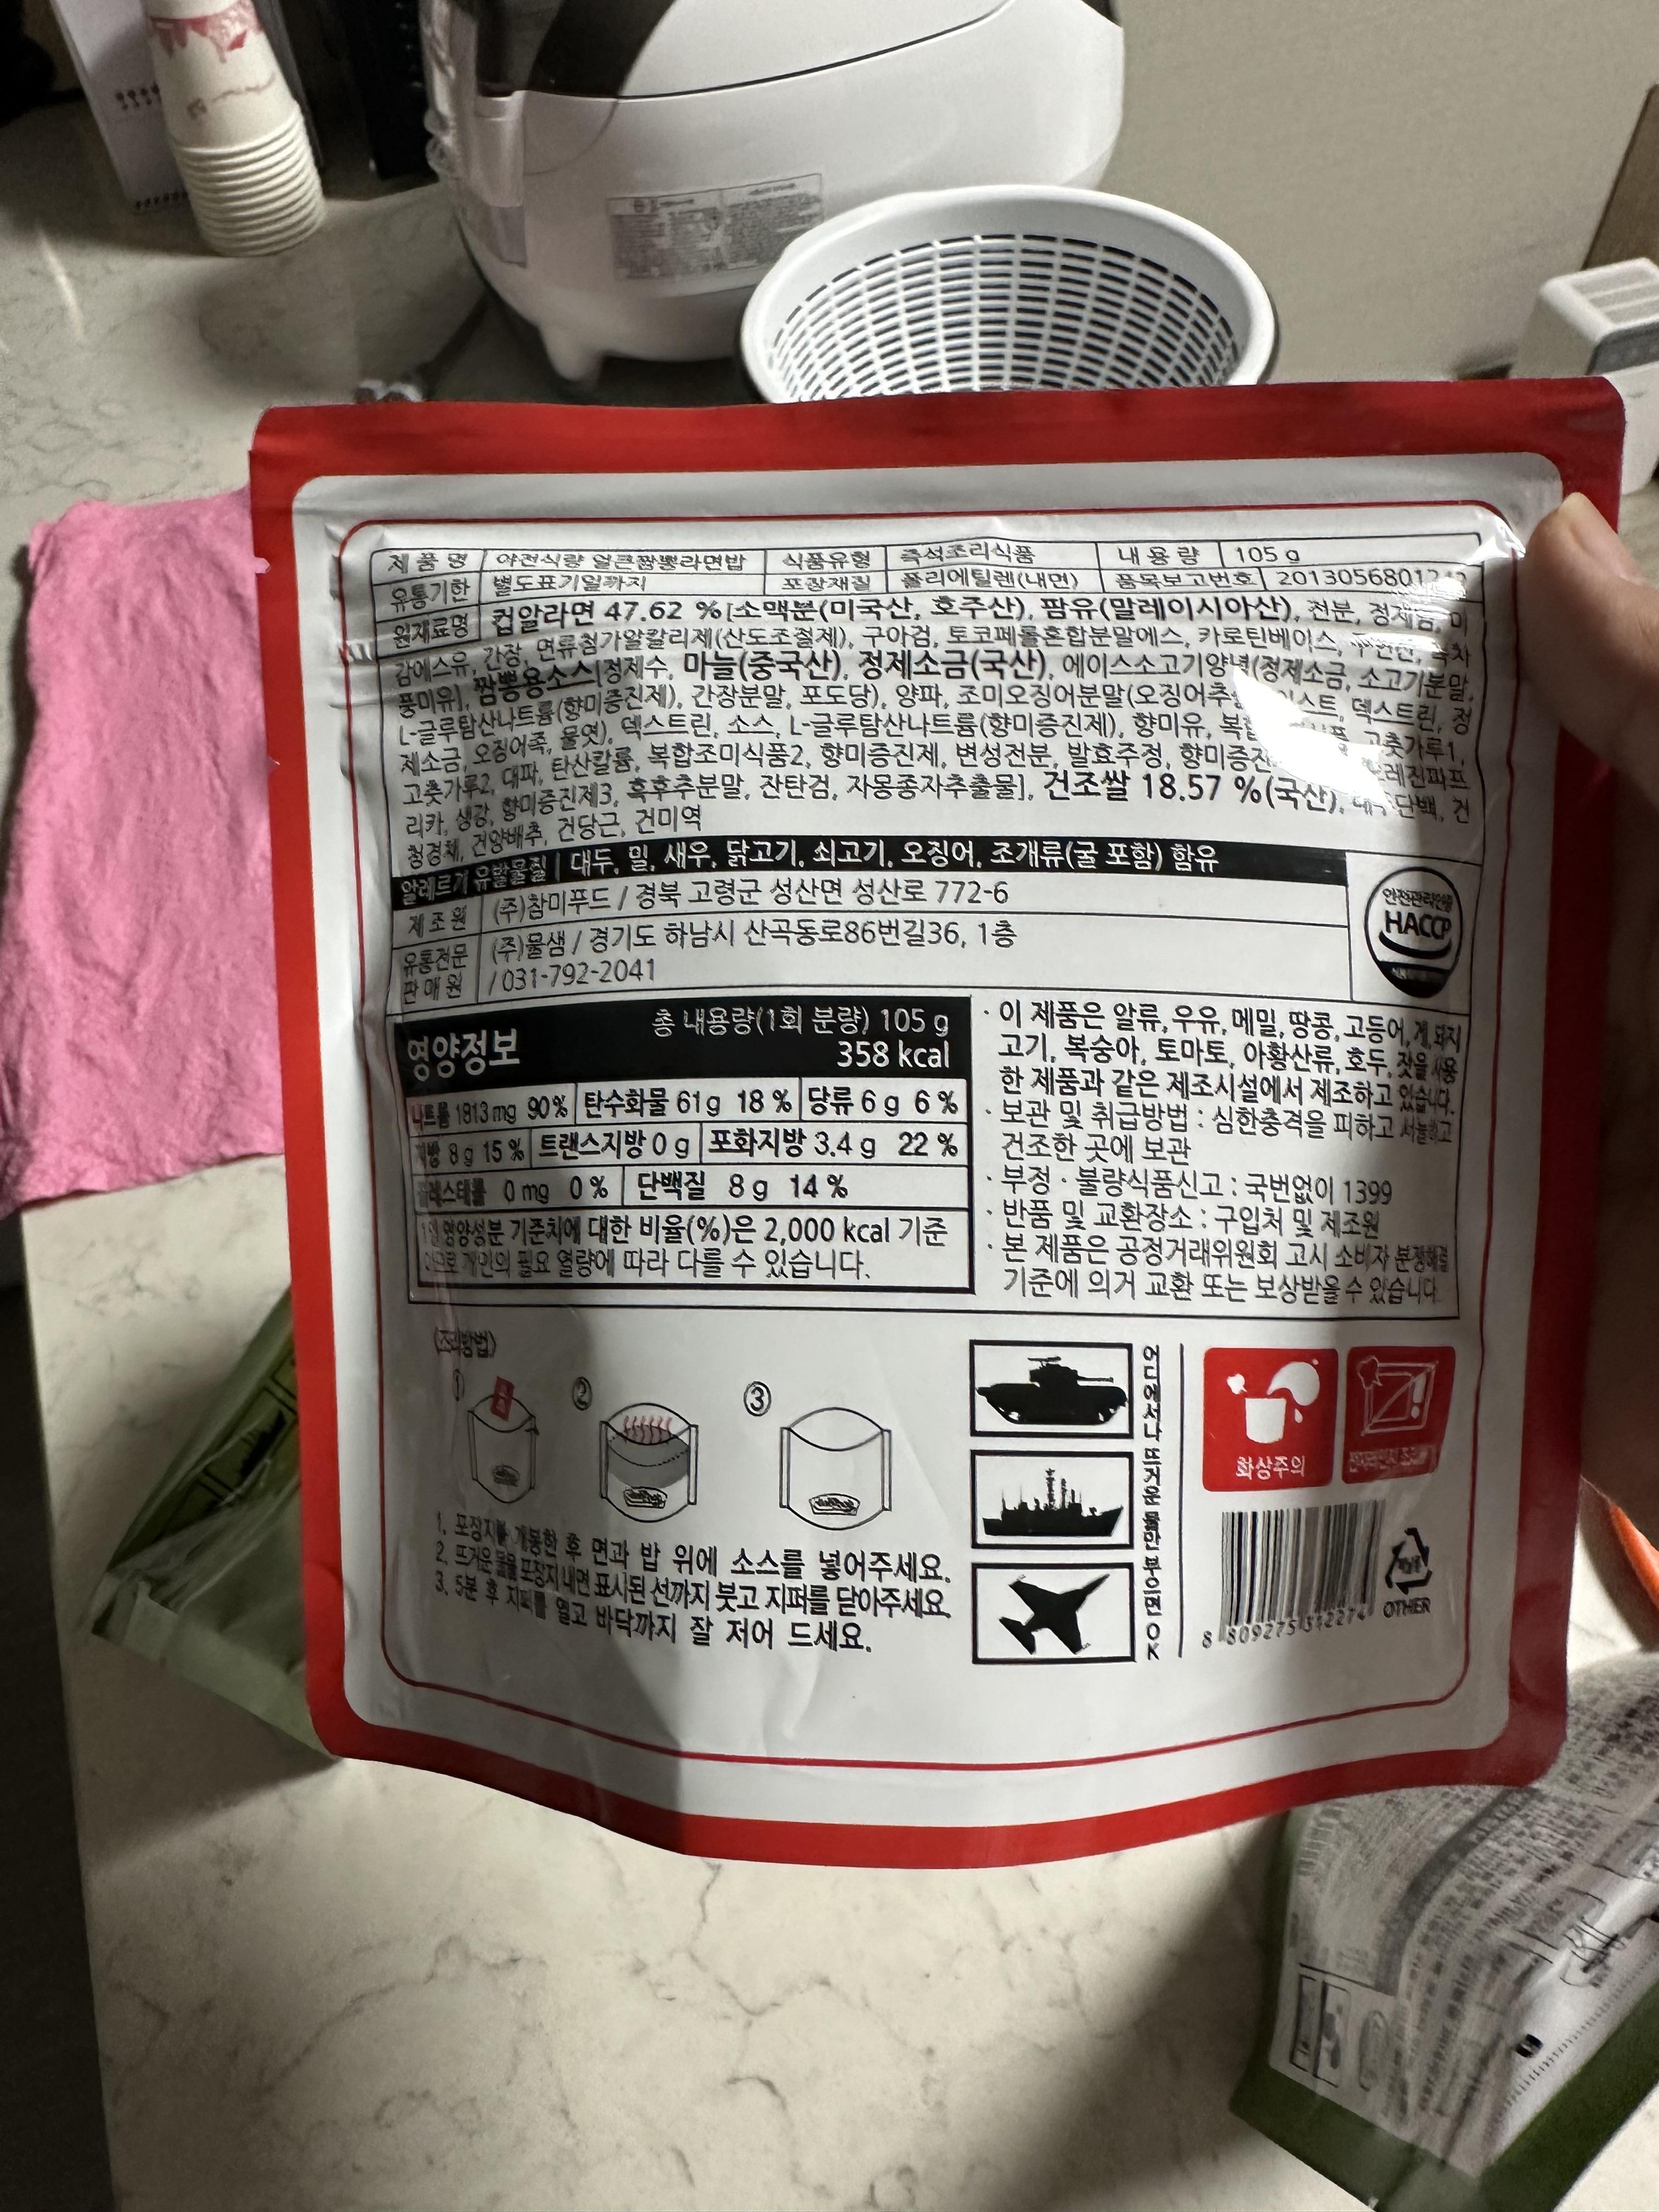 제품명 야전식량 얼큰짬뽕라면밥 식품유형 즉석조리식품 내용량 105 g
유통기한 별도표기일까지 포장재질 폴리에틸렌(내면) 품목보고번호
원재료명 컵알라면 47.62 %[소맥분(미국산, 호주산), 팜유(말레이시아산), 전분, 정제염, 미
감에스유, 간장, 면류첨가알칼리제(산도조절제), 구아검, 토코페롤혼합분말에스, 카로틴베이스,
풍미유], 짬뽕용소스[정제수, 마늘(중국산), 정제소금(국산), 에이스소고기양념(정제소금, 소고기분말,
L-글루탐산나트륨(향미증진제), 간장분말, 포도당), 양파, 조미오징어분말(오징어추 덱스트린, 정
제소금, 오징어족, 물엿), 덱스트린, 소스, L-글루탐산나트륨(향미증진제), 향미유, 고춧가루1,
고춧가루2, 대파, 탄산칼륨, 복합조미식품2, 향미증진제, 변성전분, 발효주정,
리카, 생강, 향미증진제3, 흑후추분말, 잔탄검, 자몽종자추출물], 건조쌀 18.57 %(국산), 건
청경채, 건양배추, 건당근, 건미역
알레르기 유발물질 대두, 밀, 새우, 닭고기, 쇠고기, 오징어, 조개류(굴 포함) 함유
제조원 (주)참미푸드 / 경북 고령군 성산면 성산로 772-6
유통전문 (주)물샘 / 경기도 하남시 산곡동로86번길36, 1층
판매원 / 031-792-2041
안전관리인증
HACCP
영양정보 총 내용량(1회 분량) 105 g
358 kcal
나트륨 1813 mg 90 % 탄수화물 61 g 18 % 당류 6 g 6 %
지방 8 g 15 % 트랜스지방 0 g 포화지방 3.4 g 22 %
콜레스테롤 0 mg 0 % 단백질 8 g 14 %
1일 영양성분 기준치에 대한 비율(%)은 2,000 kcal 기준
이므로 개인의 필요 열량에 따라 다를 수 있습니다.
· 이 제품은 알류, 우유, 메밀, 땅콩, 고등어, 게, 돼지
고기, 복숭아, 토마토, 아황산류, 호두, 잣을 사용
한 제품과 같은 제조시설에서 제조하고 있습니다.
· 보관 및 취급방법 : 심한충격을 피하고 서늘하고
건조한 곳에 보관
· 부정 · 불량식품신고 : 국번없이 1399
· 반품 및 교환장소 : 구입처 및 제조원
· 본 제품은 공정거래위원회 고시 소비자 분쟁해결
기준에 의거 교환 또는 보상받을 수 있습니다.
(조리방법)
① ② ③
1. 포장지를 개봉한 후 면과 밥 위에 소스를 넣어주세요.
2. 뜨거운 물을 포장지 내면 표시된 선까지 붓고 지퍼를 닫아주세요.
3. 5분 후 지퍼를 열고 바닥까지 잘 저어 드세요.
어디에서나 뜨거운 물만 부으면 OK
화상주의
OTHER